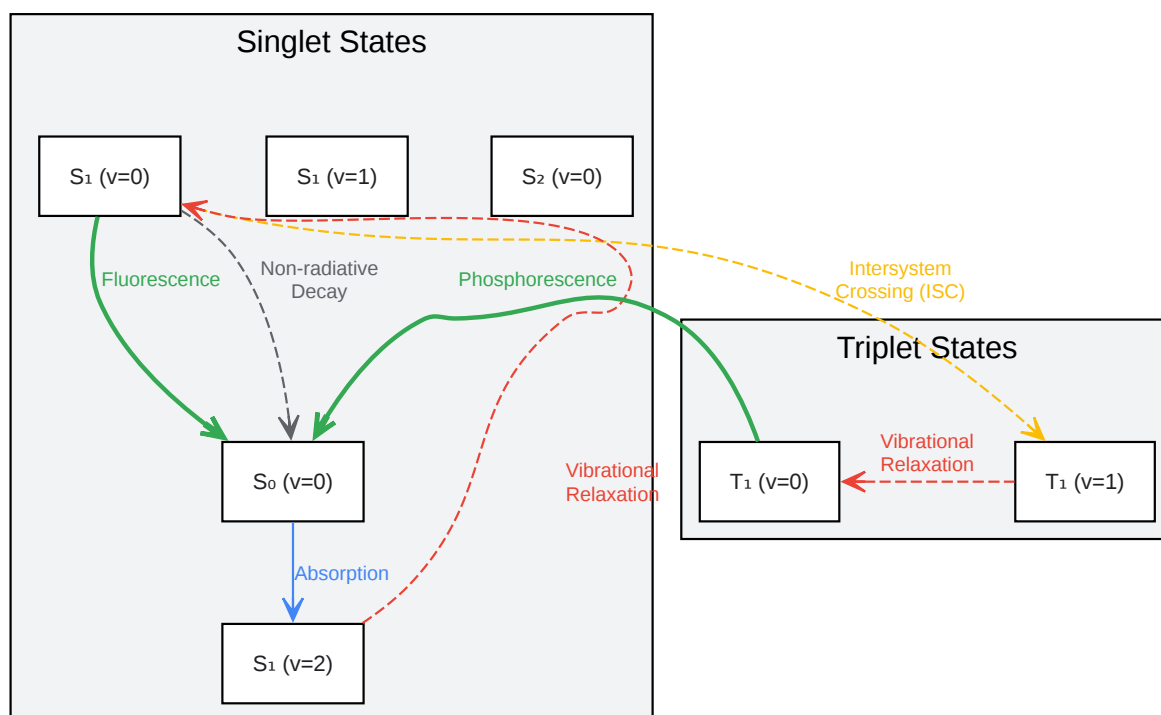 Singlet States
S₁ (v=0)
S₁ (v=1)
S₂ (v=0)
Fluorescence
Non-radiative
Decay
Phosphorescence
Intersystem
Crossing (ISC)
Triplet States
S₀ (v=0)
Vibrational
Relaxation
T₁ (v=0)
Vibrational
Relaxation
T₁ (v=1)
Absorption
S₁ (v=2)